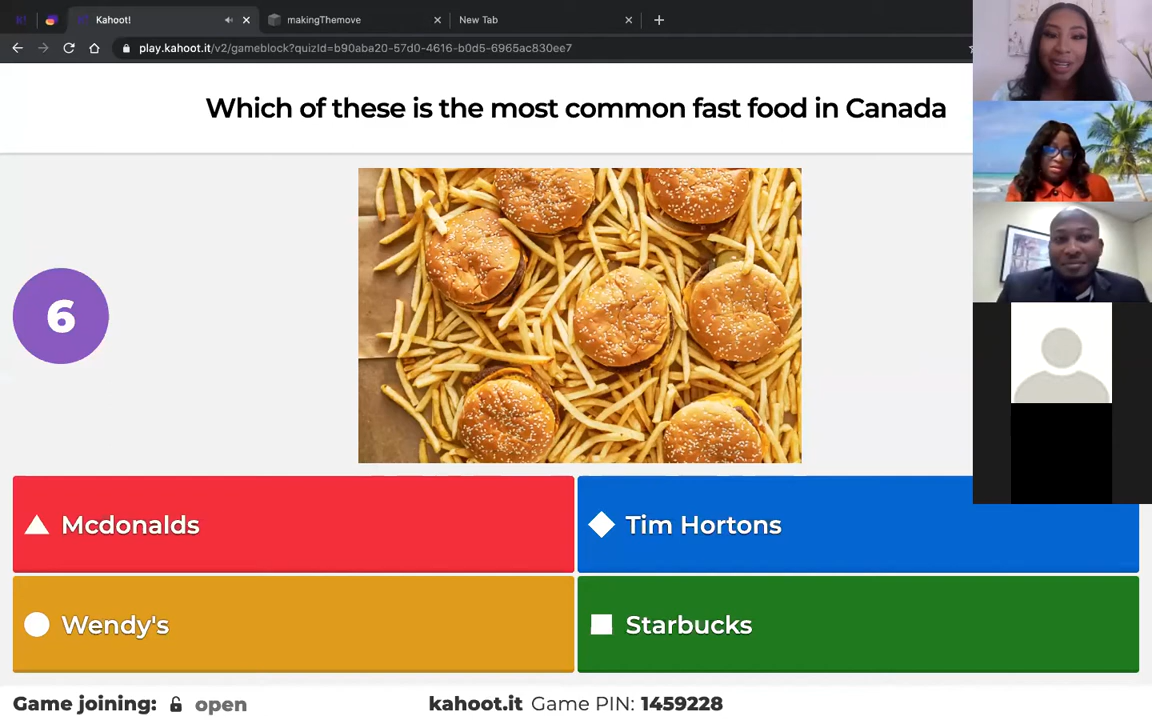 Kahoot!
makingThemove
New Tab
play.kahoot.it/v2/gameblock?quizId=b90aba20-57d0-4616-b0d5-6965ac830ee7
Which of these is the most common fast food in Canada
6
Mcdonalds
Tim Hortons
Wendy's
Starbucks
Game joining: open
kahoot.it Game PIN: 1459228